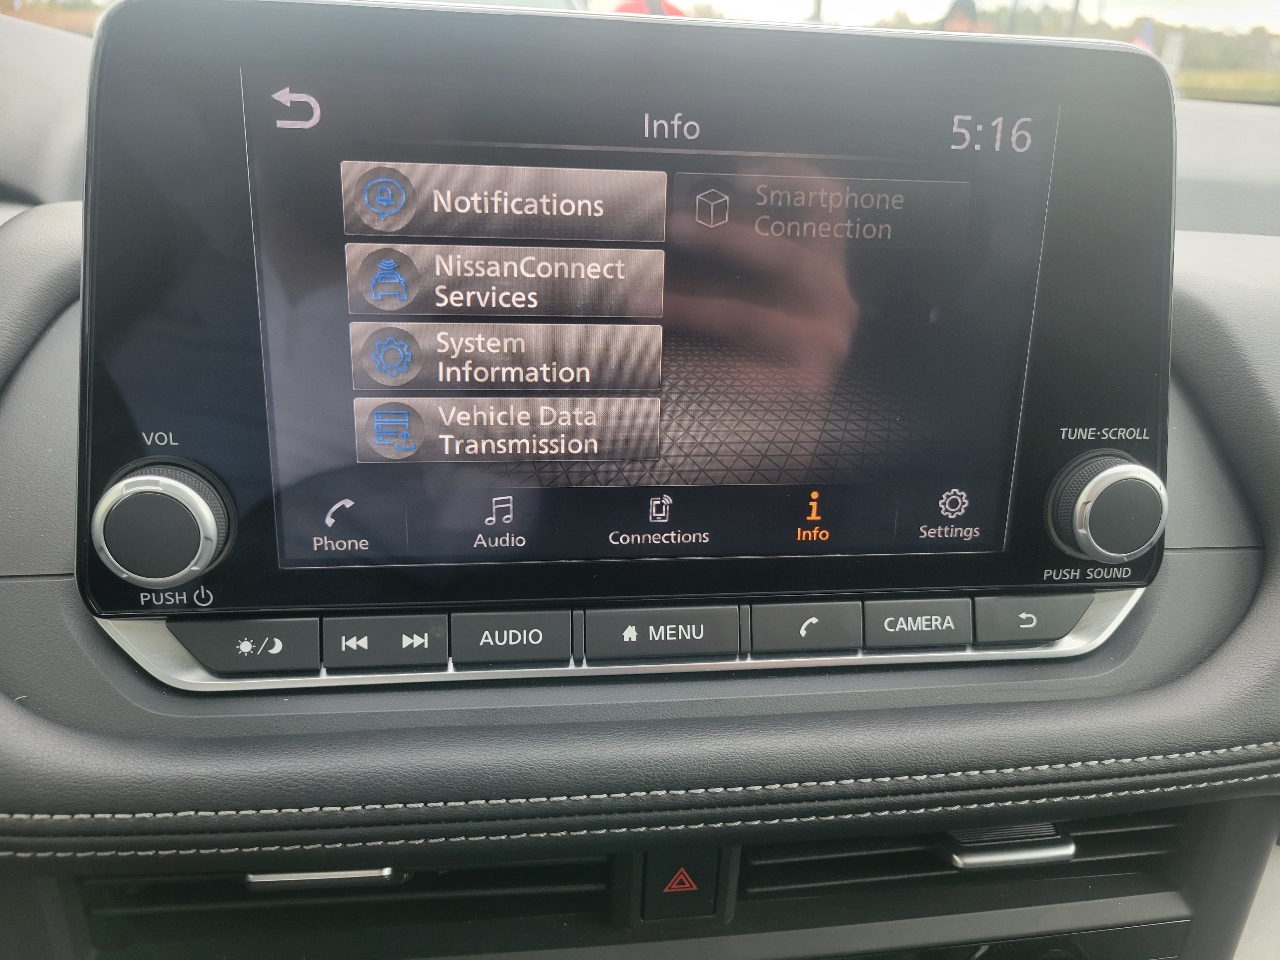 Info
5:16
Notifications
Smartphone
Connection
NissanConnect
Services
System
Information
Vehicle Data
Transmission
VOL
TUNE·SCROLL
Phone
Audio
Connections
Info
Settings
PUSH
PUSH SOUND
AUDIO
MENU
CAMERA